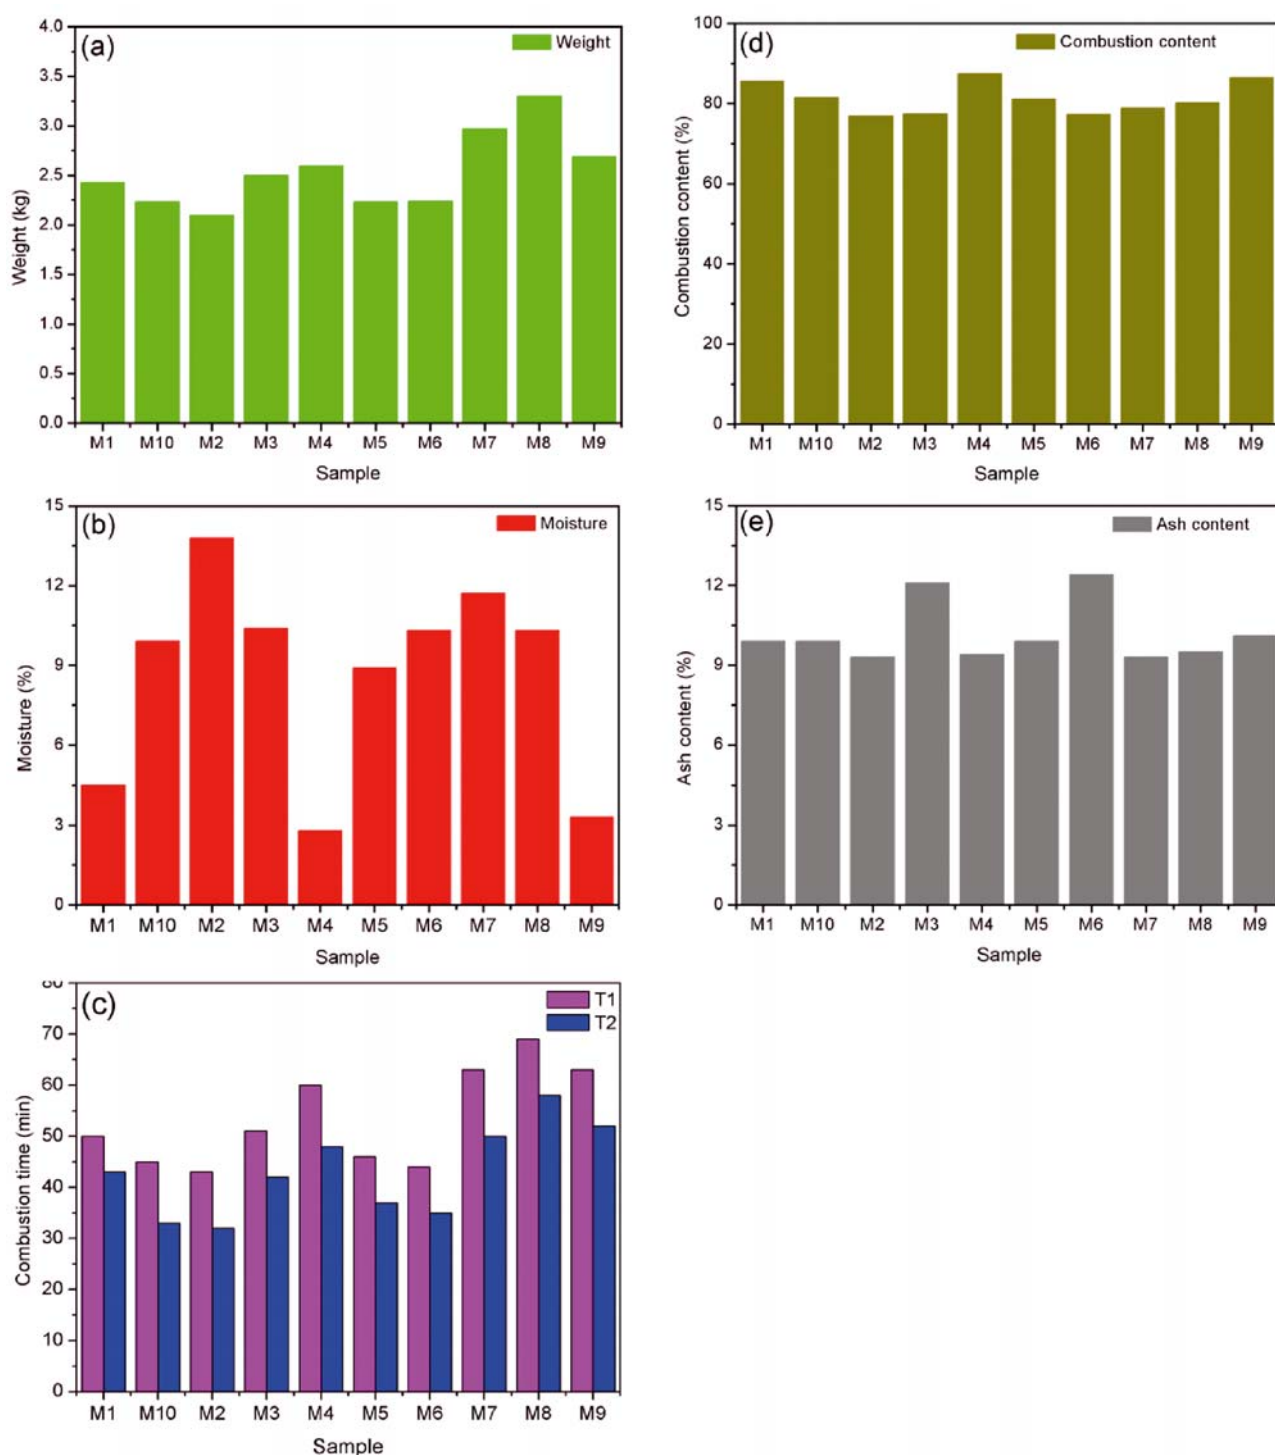 (a)
Weight
4.0
3.5
3.0
2.5
2.0
1.5
1.0
0.5
0.0
Weight (kg)
M1 M10 M2 M3 M4 M5 M6 M7 M8 M9
Sample
(d)
Combustion content
100
80
60
40
20
0
Combustion content (%)
M1 M10 M2 M3 M4 M5 M6 M7 M8 M9
Sample
(b)
Moisture
15
12
9
6
3
0
Moisture (%)
M1 M10 M2 M3 M4 M5 M6 M7 M8 M9
Sample
(e)
Ash content
15
12
9
6
3
0
Ash content (%)
M1 M10 M2 M3 M4 M5 M6 M7 M8 M9
Sample
(c)
T1
T2
80
70
60
50
40
30
20
10
0
Combustion time (min)
M1 M10 M2 M3 M4 M5 M6 M7 M8 M9
Sample